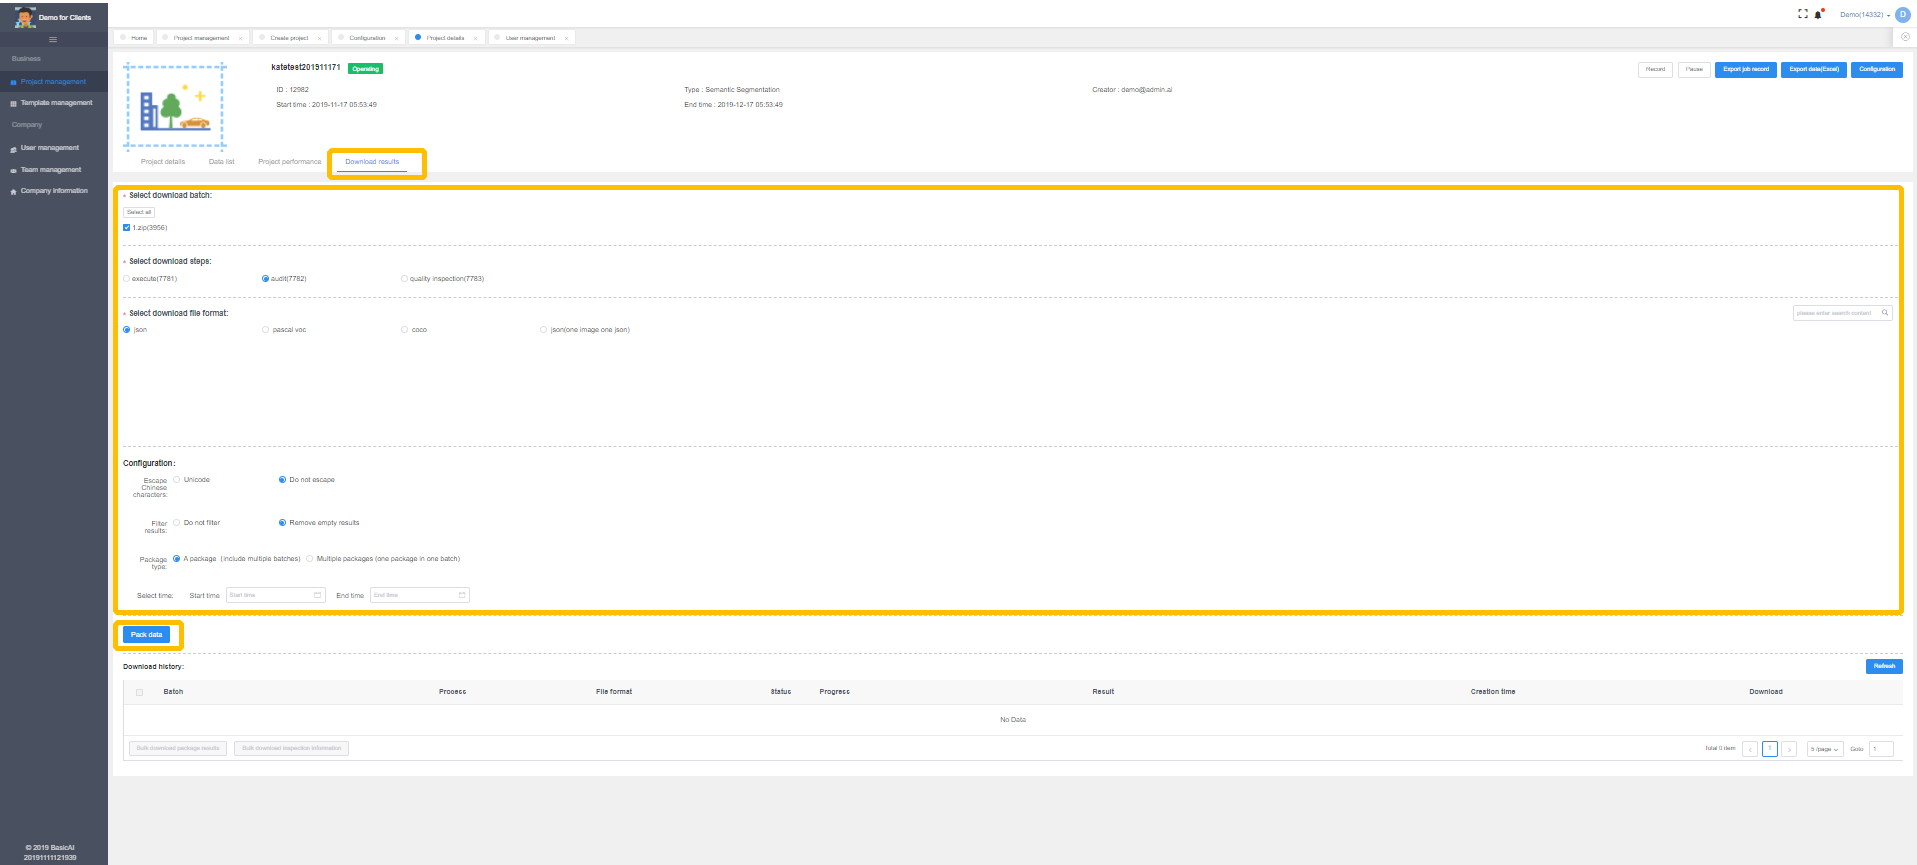 Demo for Clients
Demo(14332)
D
Home
Project management
Create project
Configuration
Project details
User management
Business
Project management
Template management
Company
User management
Team management
Company information
katetest201911171
Operating
Record
Pause
Export job record
Export data(Excel)
Configuration
ID : 12982
Type : Semantic Segmentation
Creator : demo@admin.ai
Start time : 2019-11-17 05:53:49
End time : 2019-12-17 05:53:49
Project details
Data list
Project performance
Download results
* Select download batch:
Select all
1.zip(3956)
* Select download steps:
execute(7781)
audit(7782)
quality inspection(7783)
* Select download file format:
please enter search content
json
pascal voc
coco
json(one image one json)
Configuration:
Escape Chinese characters:
Unicode
Do not escape
Filter results:
Do not filter
Remove empty results
Package type:
A package (include multiple batches)
Multiple packages (one package in one batch)
Select time:
Start time
Start time
End time
End time
Pack data
Download history:
Refresh
Batch
Process
File format
Status
Progress
Result
Creation time
Download
No Data
Bulk download package results
Bulk download inspection information
Total 0 item
1
5 /page
Goto
1
© 2019 BasicAI
20191111121939